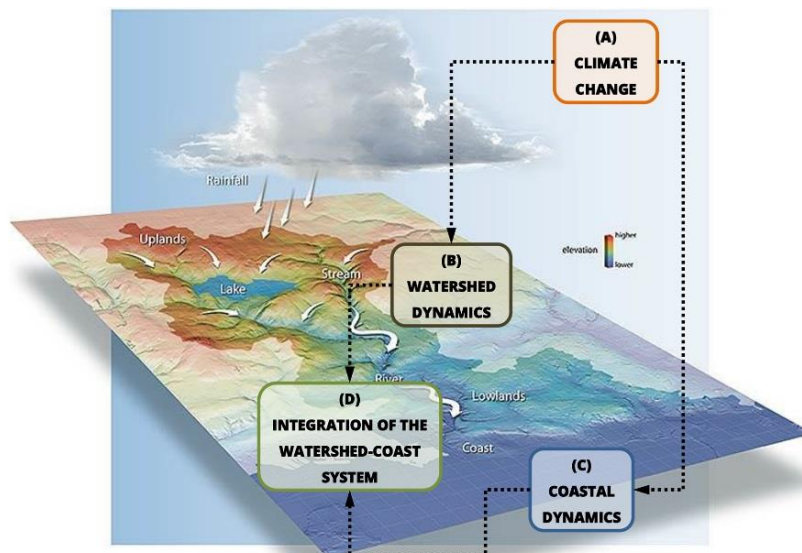 (A)
CLIMATE
CHANGE
Rainfall
Uplands
higher
elevation
lower
(B)
WATERSHED
DYNAMICS
Stream
Lake
River
(D)
INTEGRATION OF THE
WATERSHED-COAST
SYSTEM
Lowlands
Coast
(C)
COASTAL
DYNAMICS